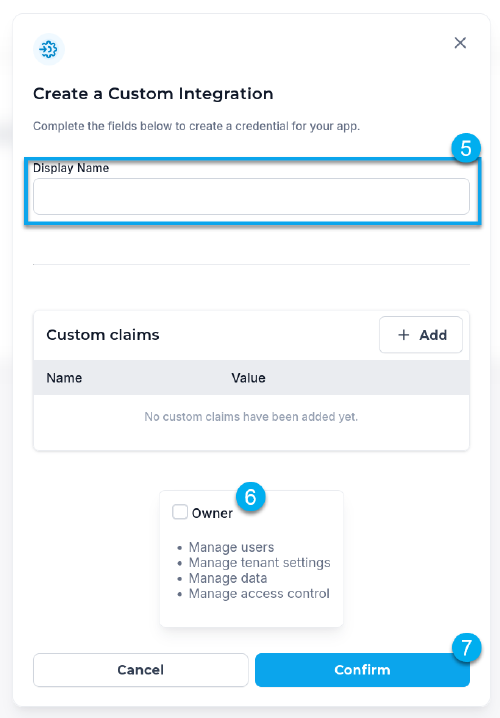 Create a Custom Integration
Complete the fields below to create a credential for your app.
5
Display Name
Custom claims
+ Add
Name Value
No custom claims have been added yet.
6
Owner
• Manage users
• Manage tenant settings
• Manage data
• Manage access control
7
Cancel Confirm